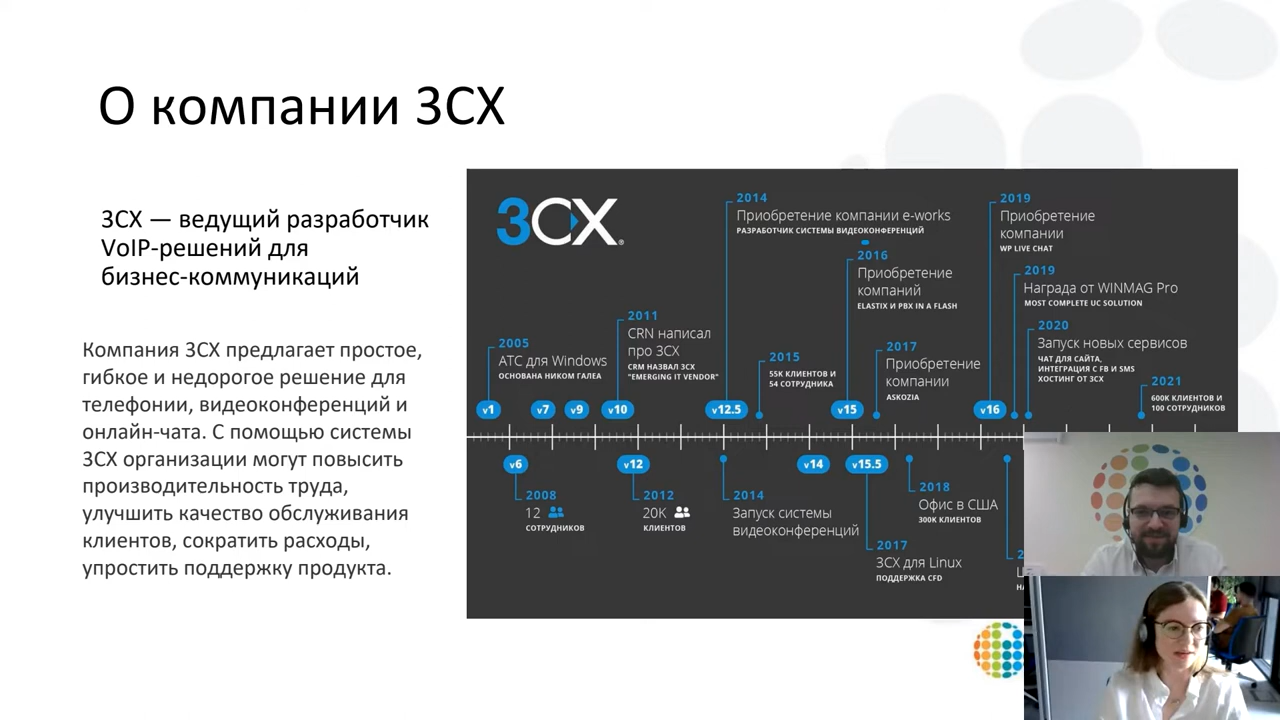 О компании 3CX
3CX — ведущий разработчик
VoIP-решений для
бизнес-коммуникаций
Компания 3CX предлагает простое,
гибкое и недорогое решение для
телефонии, видеоконференций и
онлайн-чата. С помощью системы
3CX организации могут повысить
производительность труда,
улучшить качество обслуживания
клиентов, сократить расходы,
упростить поддержку продукта.
3CX®
2005
АТС для Windows
ОСНОВАНА НИКОМ ГАЛЕА
2011
CRN написал
про 3CX
CRM НАЗВАЛ 3CX
"EMERGING IT VENDOR"
2014
Приобретение компании e-works
РАЗРАБОТЧИК СИСТЕМЫ ВИДЕОКОНФЕРЕНЦИЙ
2015
55К КЛИЕНТОВ И
54 СОТРУДНИКА
2016
Приобретение
компаний
ELASTIX И PBX IN A FLASH
2017
Приобретение
компании
ASKOZIA
2019
Приобретение
компании
WP LIVE CHAT
2019
Награда от WINMAG Pro
MOST COMPLETE UC SOLUTION
2020
Запуск новых сервисов
ЧАТ ДЛЯ САЙТА,
ИНТЕГРАЦИЯ С FB И SMS
ХОСТИНГ ОТ 3CX
2021
600К КЛИЕНТОВ И
100 СОТРУДНИКОВ
v1
v7
v9
v10
v12.5
v15
v16
v6
v12
v14
v15.5
2008
12
СОТРУДНИКОВ
2012
20K
КЛИЕНТОВ
2014
Запуск системы
видеоконференций
2017
3CX для Linux
ПОДДЕРЖКА CFD
2018
Офис в США
300К КЛИЕНТОВ